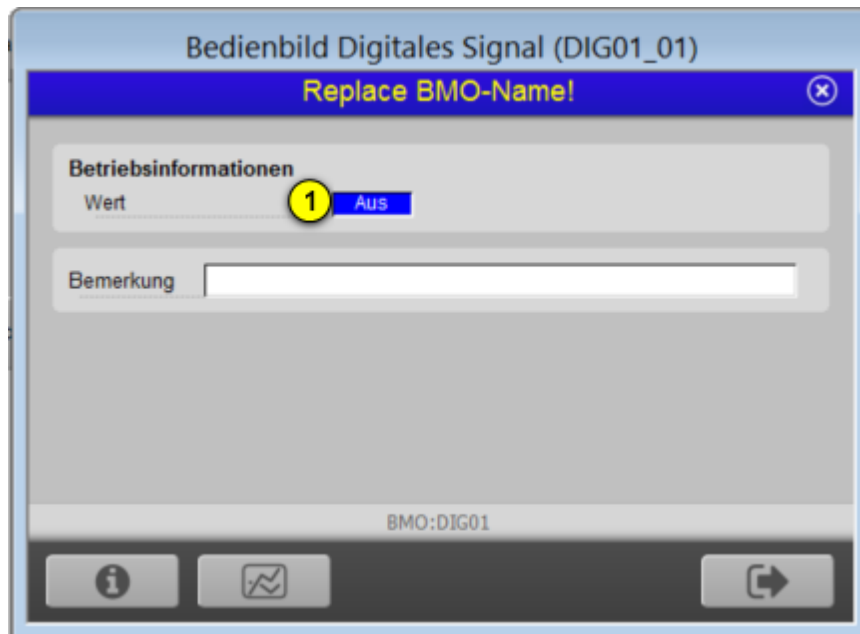 Bedienbild Digitales Signal (DIG01_01)
Replace BMO-Name!
Betriebsinformationen
Wert 1 Aus
Bemerkung
BMO:DIG01